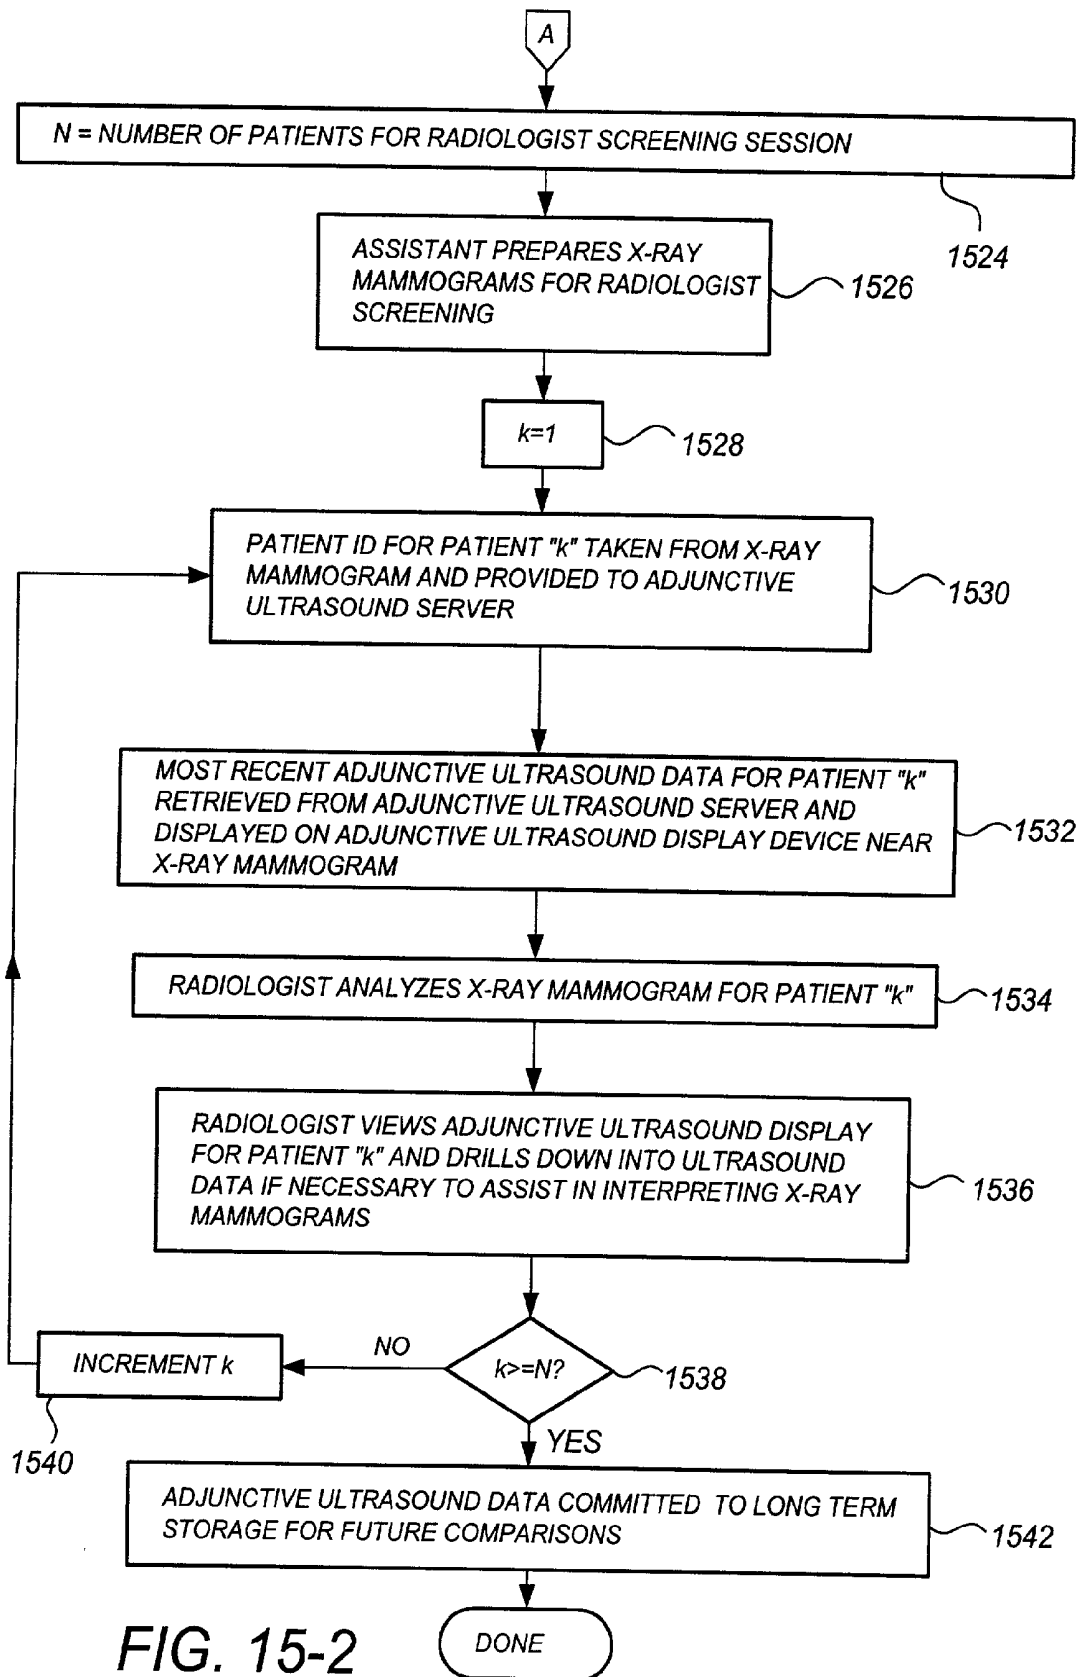 A
N = NUMBER OF PATIENTS FOR RADIOLOGIST SCREENING SESSION
1524
ASSISTANT PREPARES X-RAY
MAMMOGRAMS FOR RADIOLOGIST
SCREENING
1526
k=1
1528
PATIENT ID FOR PATIENT "k" TAKEN FROM X-RAY
MAMMOGRAM AND PROVIDED TO ADJUNCTIVE
ULTRASOUND SERVER
1530
MOST RECENT ADJUNCTIVE ULTRASOUND DATA FOR PATIENT "k"
RETRIEVED FROM ADJUNCTIVE ULTRASOUND SERVER AND
DISPLAYED ON ADJUNCTIVE ULTRASOUND DISPLAY DEVICE NEAR
X-RAY MAMMOGRAM
1532
RADIOLOGIST ANALYZES X-RAY MAMMOGRAM FOR PATIENT "k"
1534
RADIOLOGIST VIEWS ADJUNCTIVE ULTRASOUND DISPLAY
FOR PATIENT "k" AND DRILLS DOWN INTO ULTRASOUND
DATA IF NECESSARY TO ASSIST IN INTERPRETING X-RAY
MAMMOGRAMS
1536
k>=N?
1538
NO
INCREMENT k
1540
YES
ADJUNCTIVE ULTRASOUND DATA COMMITTED TO LONG TERM
STORAGE FOR FUTURE COMPARISONS
1542
DONE
FIG. 15-2